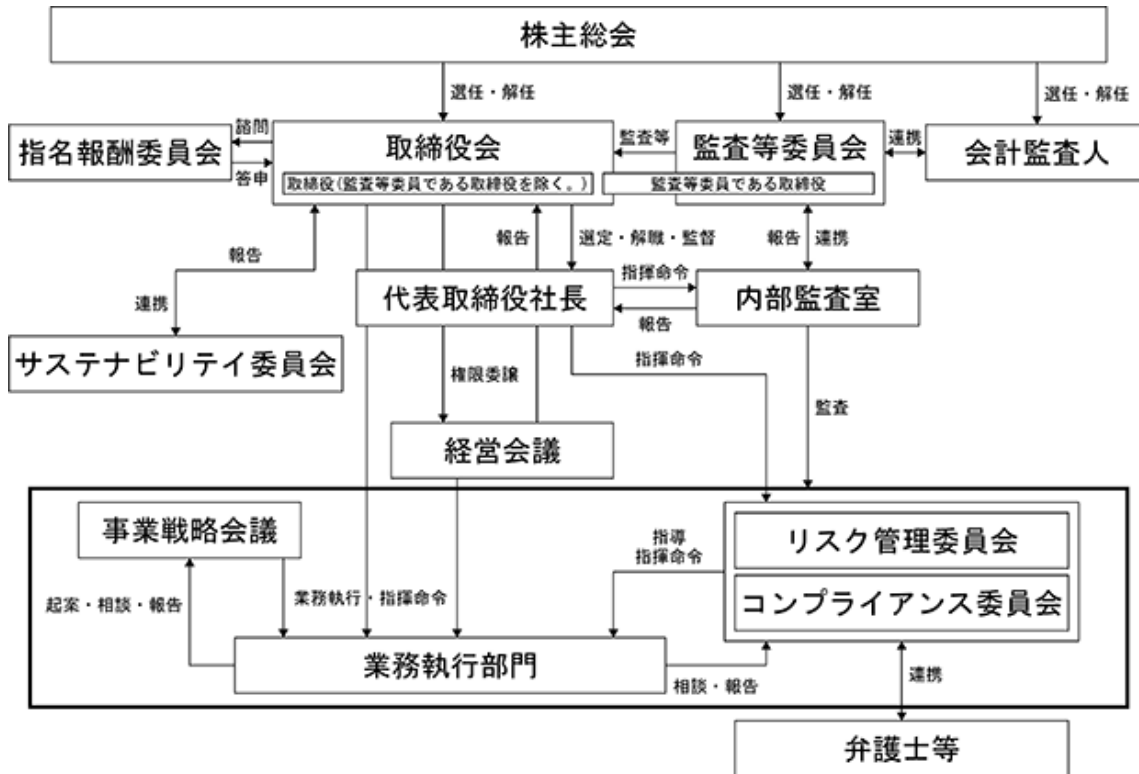 株主総会
選任・解任
選任・解任
選任・解任
諮問
指名報酬委員会
答申
取締役会
取締役(監査等委員である取締役を除く。)
監査等
監査等委員会
監査等委員である取締役
連携
会計監査人
報告
連携
報告
選定・解職・監督
報告
連携
代表取締役社長
指揮命令
報告
内部監査室
サステナビリテイ委員会
権限委譲
指揮命令
監査
経営会議
事業戦略会議
起案・相談・報告
業務執行・指揮命令
指導
指揮命令
リスク管理委員会
コンプライアンス委員会
業務執行部門
相談・報告
連携
弁護士等